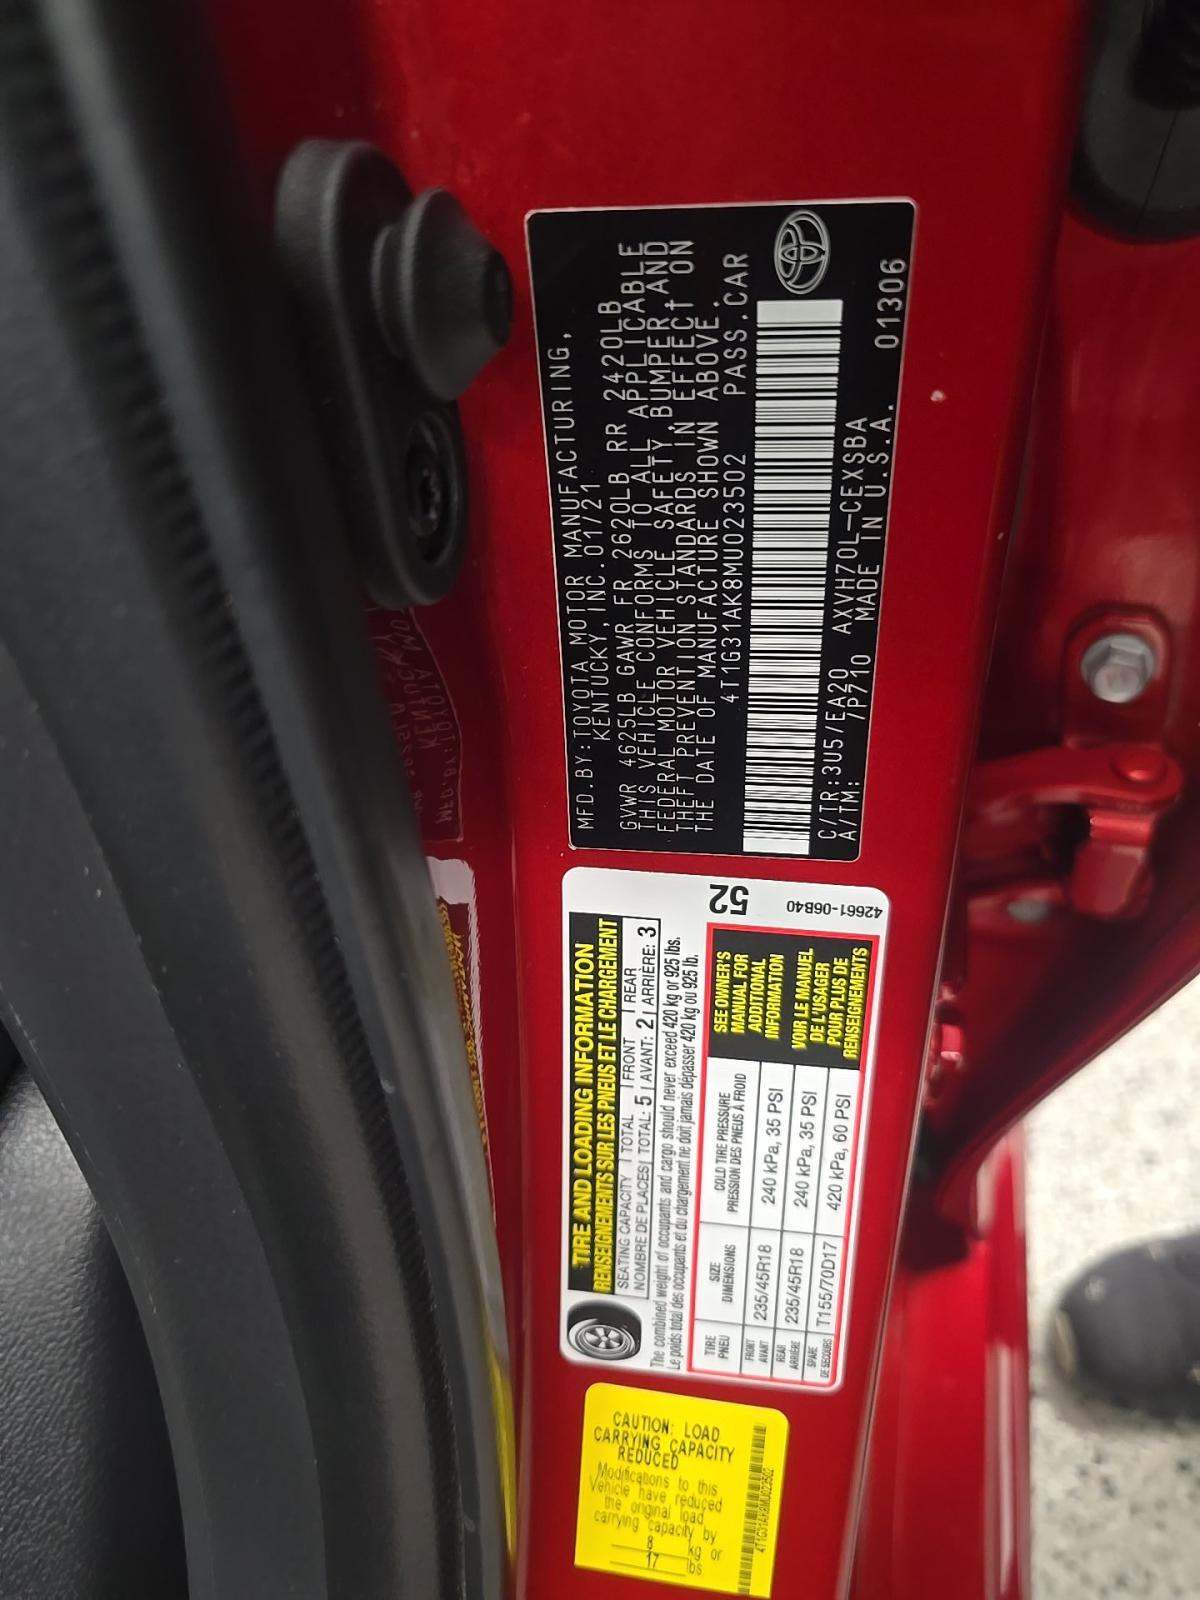 MFD.BY:TOYOTA MOTOR MANUFACTURING,
KENTUCKY,INC.01/21
GVWR 4625LB GAWR FR 2620LB RR 2420LB
THIS VEHICLE CONFORMS TO ALL APPLICABLE
FEDERAL MOTOR VEHICLE SAFETY,BUMPER,AND
THEFT PREVENTION STANDARDS IN EFFECT ON
THE DATE OF MANUFACTURE SHOWN ABOVE.
4T1G31AK8MU023502 PASS.CAR
C/TR:3U5/EA20 AXVH70L-CEXSBA 01306
A/TM: /P710 MADE IN U.S.A.
TIRE AND LOADING INFORMATION
RENSEIGNEMENTS SUR LES PNEUS ET LE CHARGEMENT
SEATING CAPACITY TOTAL FRONT REAR
NOMBRE DE PLACES TOTAL: 5 AVANT: 2 ARRIÈRE: 3
The combined weight of occupants and cargo should never exceed 420 kg or 925 lbs.
Le poids total des occupants et du chargement ne doit jamais dépasser 420 kg ou 925 lb.
52
42661-06B40
TIRE SIZE COLD TIRE PRESSURE
PNEU DIMENSIONS PRESSION DES PNEUS À FROID
FRONT
AVANT 235/45R18 240 kPa, 35 PSI
REAR
ARRIÈRE 235/45R18 240 kPa, 35 PSI
SPARE
DE SECOURS T155/70D17 420 kPa, 60 PSI
SEE OWNER'S
MANUAL FOR
ADDITIONAL
INFORMATION
VOIR LE MANUEL
DE L'USAGER
POUR PLUS DE
RENSEIGNEMENTS
CAUTION: LOAD
CARRYING CAPACITY
REDUCED
Modifications to this
Vehicle have reduced
the original load
carrying capacity by
8 kg or
17 lbs
4T1G31AK8MU023502